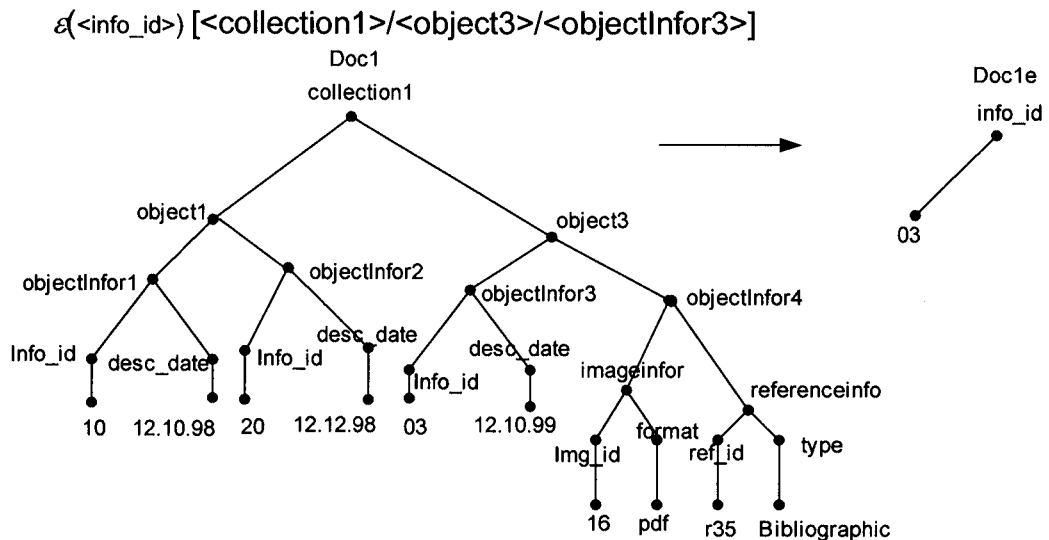 ε(<info_id>) [<collection1>/<object3>/<objectInfor3>]
Doc1
collection1
Doc1e
info_id
03
object1
object3
objectInfor1
objectInfor2
objectInfor3
objectInfor4
Info_id
desc_date
Info_id
desc_date
Info_id
desc_date
imageinfor
referenceinfo
10
12.10.98
20
12.12.98
03
12.10.99
Img_id
format
ref_id
type
16
pdf
r35
Bibliographic